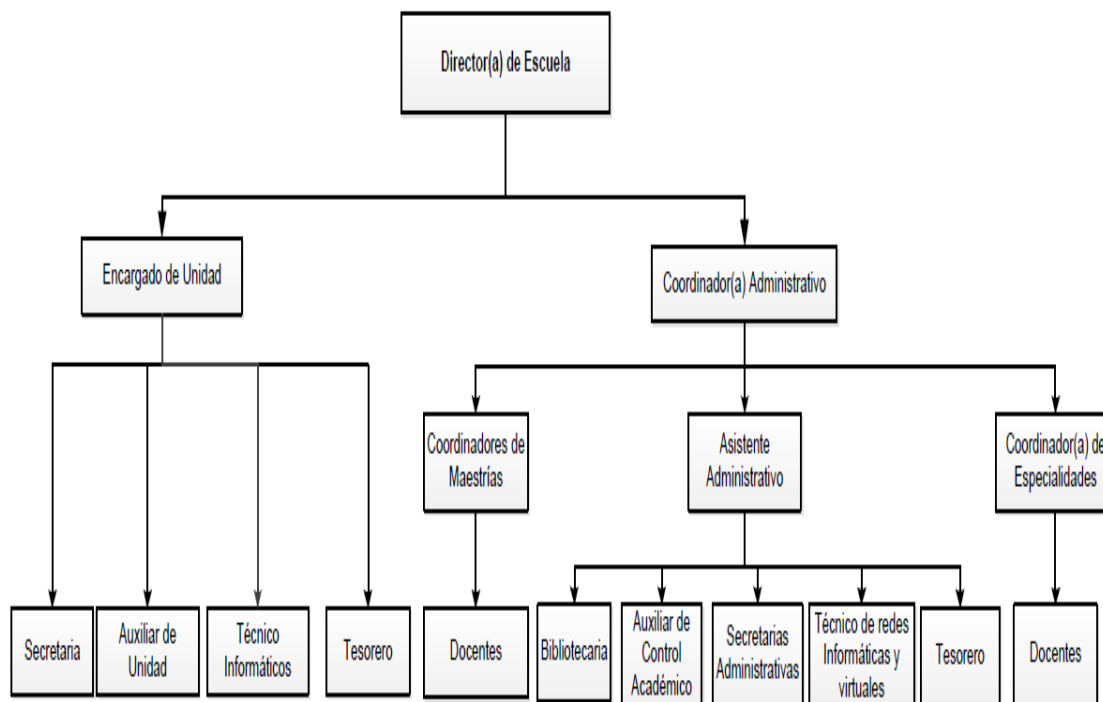 Director(a) de Escuela
Encargado de Unidad
Coordinador(a) Administrativo
Coordinadores de
Maestrías
Asistente
Administrativo
Coordinador(a) de
Especialidades
Secretaria
Auxiliar de
Unidad
Técnico
Informáticos
Tesorero
Docentes
Bibliotecaria
Auxiliar de
Control
Académico
Secretarias
Administrativas
Técnico de redes
Informáticas y
virtuales
Tesorero
Docentes